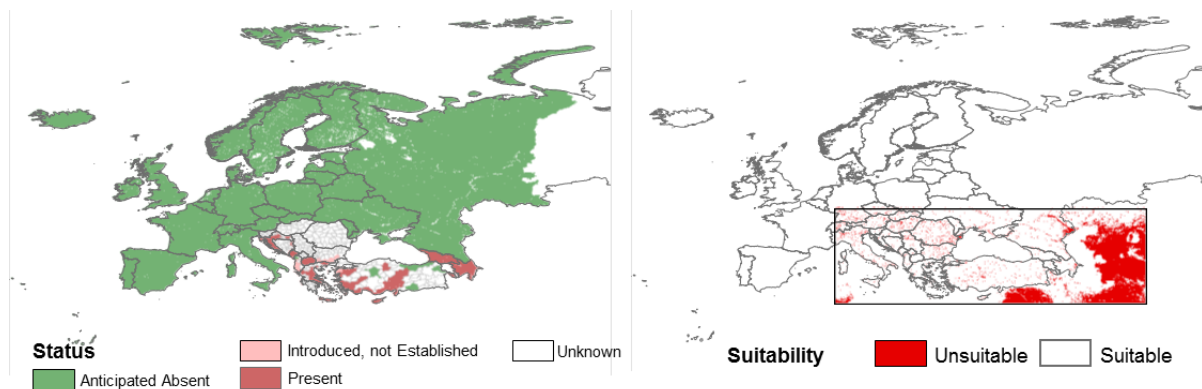 Status
Introduced, not Established
Unknown
Anticipated Absent
Present
Suitability
Unsuitable
Suitable